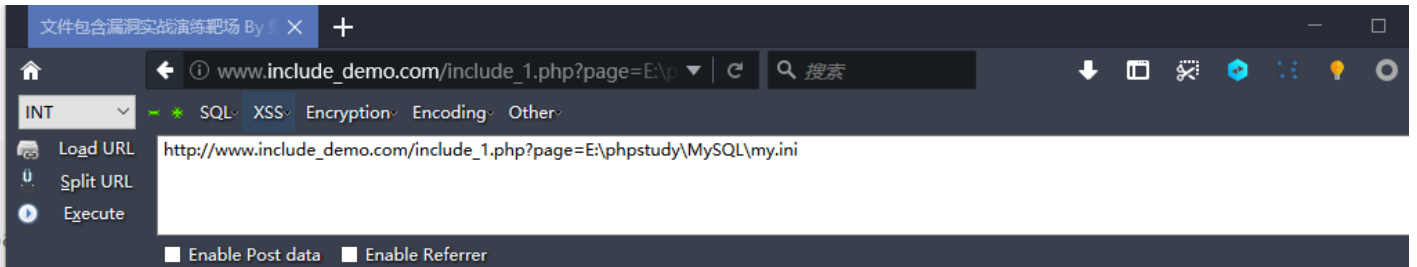 文件包含漏洞实战演练靶场 By
www.include_demo.com/include_1.php?page=E:\p
搜索
INT SQL XSS Encryption Encoding Other
Load URL http://www.include_demo.com/include_1.php?page=E:\phpstudy\MySQL\my.ini
Split URL
Execute
Enable Post data Enable Referrer